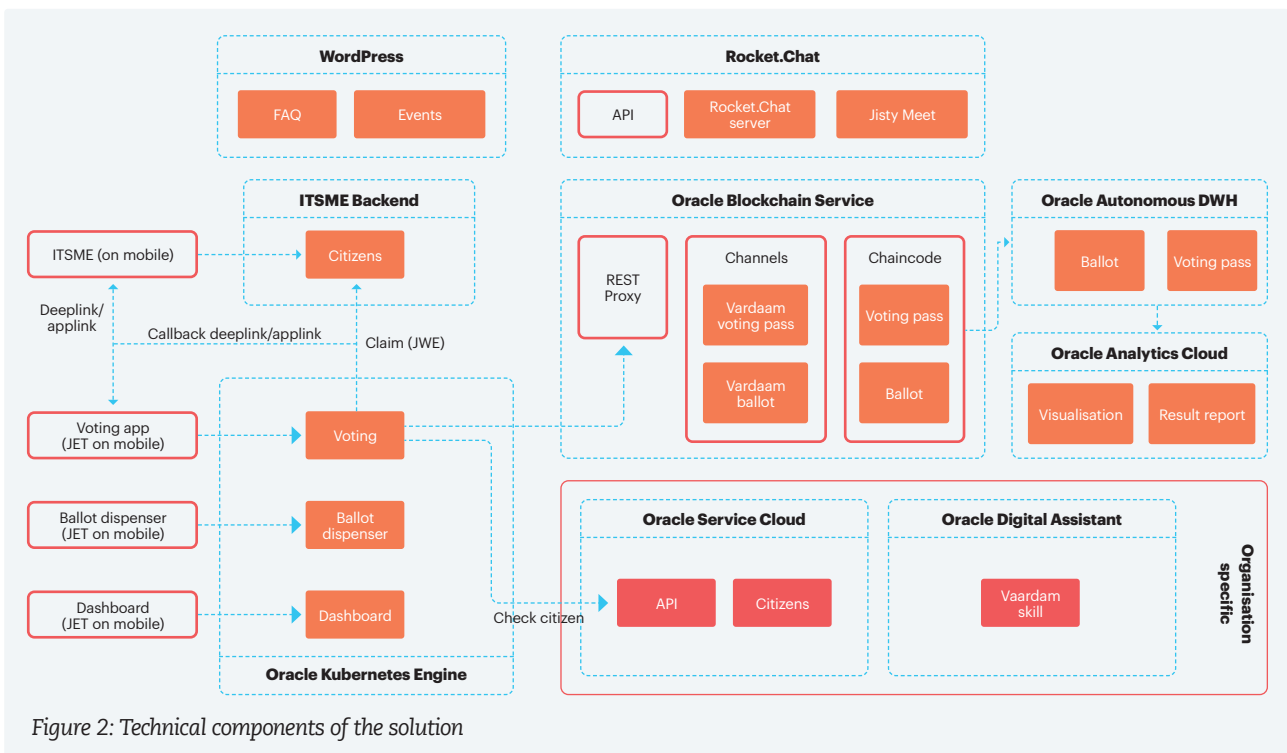 WordPress
FAQ
Events
Rocket.Chat
API
Rocket.Chat
server
Jisty Meet
ITSME Backend
Citizens
ITSME (on mobile)
Deeplink/
applink
Callback deeplink/applink
Claim (JWE)
Oracle Blockchain Service
REST
Proxy
Channels
Vardaam
voting pass
Vardaam
ballot
Chaincode
Voting pass
Ballot
Oracle Autonomous DWH
Ballot
Voting pass
Oracle Analytics Cloud
Visualisation
Result report
Voting app
(JET on mobile)
Voting
Ballot dispenser
(JET on mobile)
Ballot
dispenser
Dashboard
(JET on mobile)
Dashboard
Oracle Kubernetes Engine
Check citizen
Oracle Service Cloud
API
Citizens
Oracle Digital Assistant
Vaardam
skill
Organisation
specific
Figure 2: Technical components of the solution